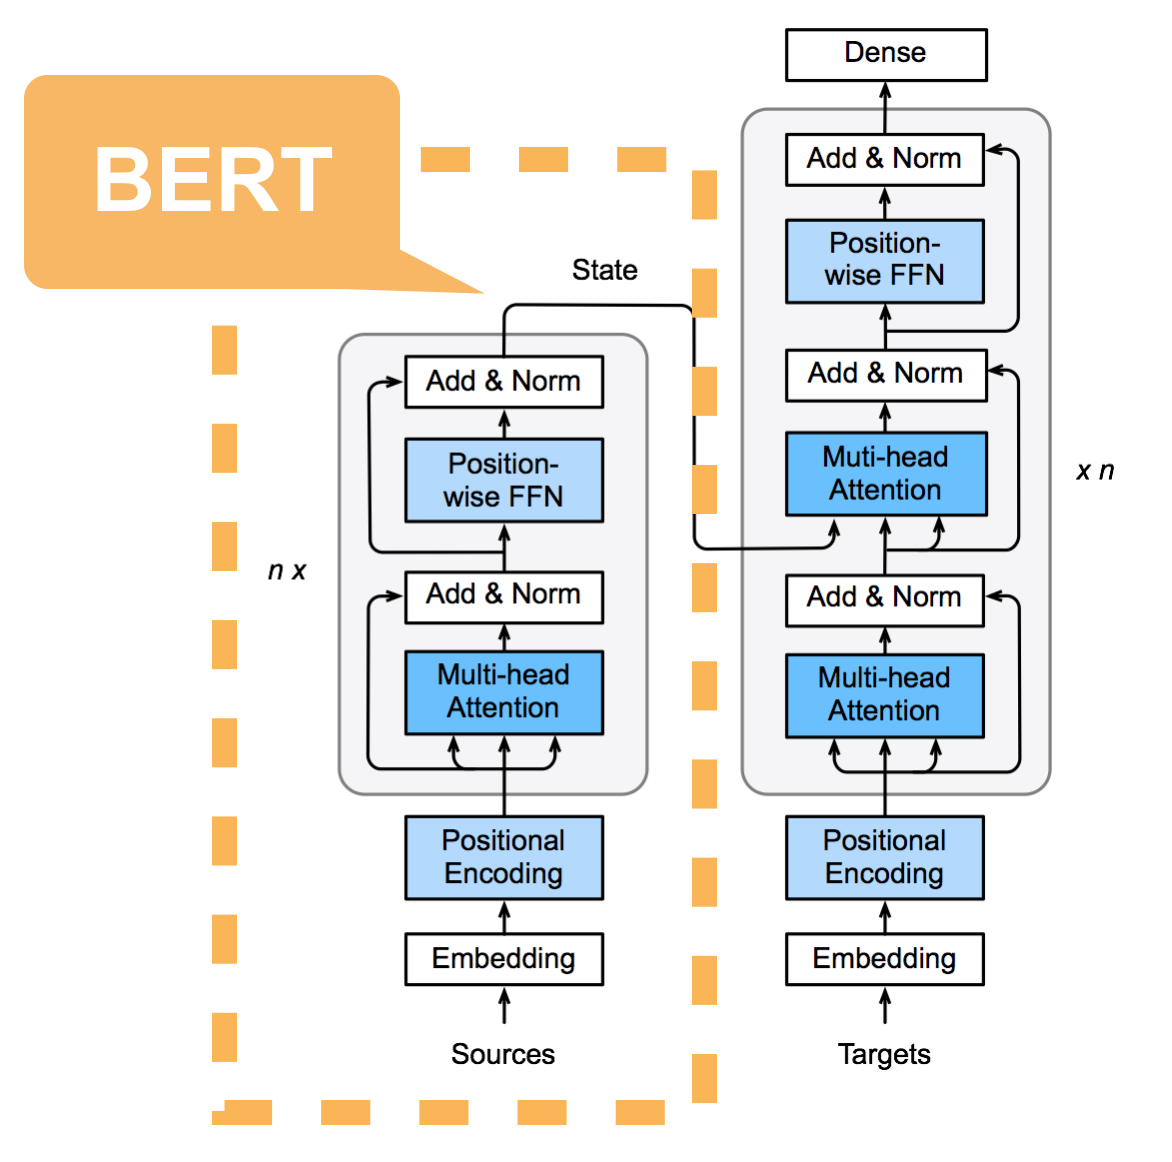 BERT
State
Add & Norm
Position-
wise FFN
n x
Add & Norm
Multi-head
Attention
Positional
Encoding
Embedding
Sources
Dense
Add & Norm
Position-
wise FFN
Add & Norm
Muti-head
Attention
x n
Add & Norm
Multi-head
Attention
Positional
Encoding
Embedding
Targets